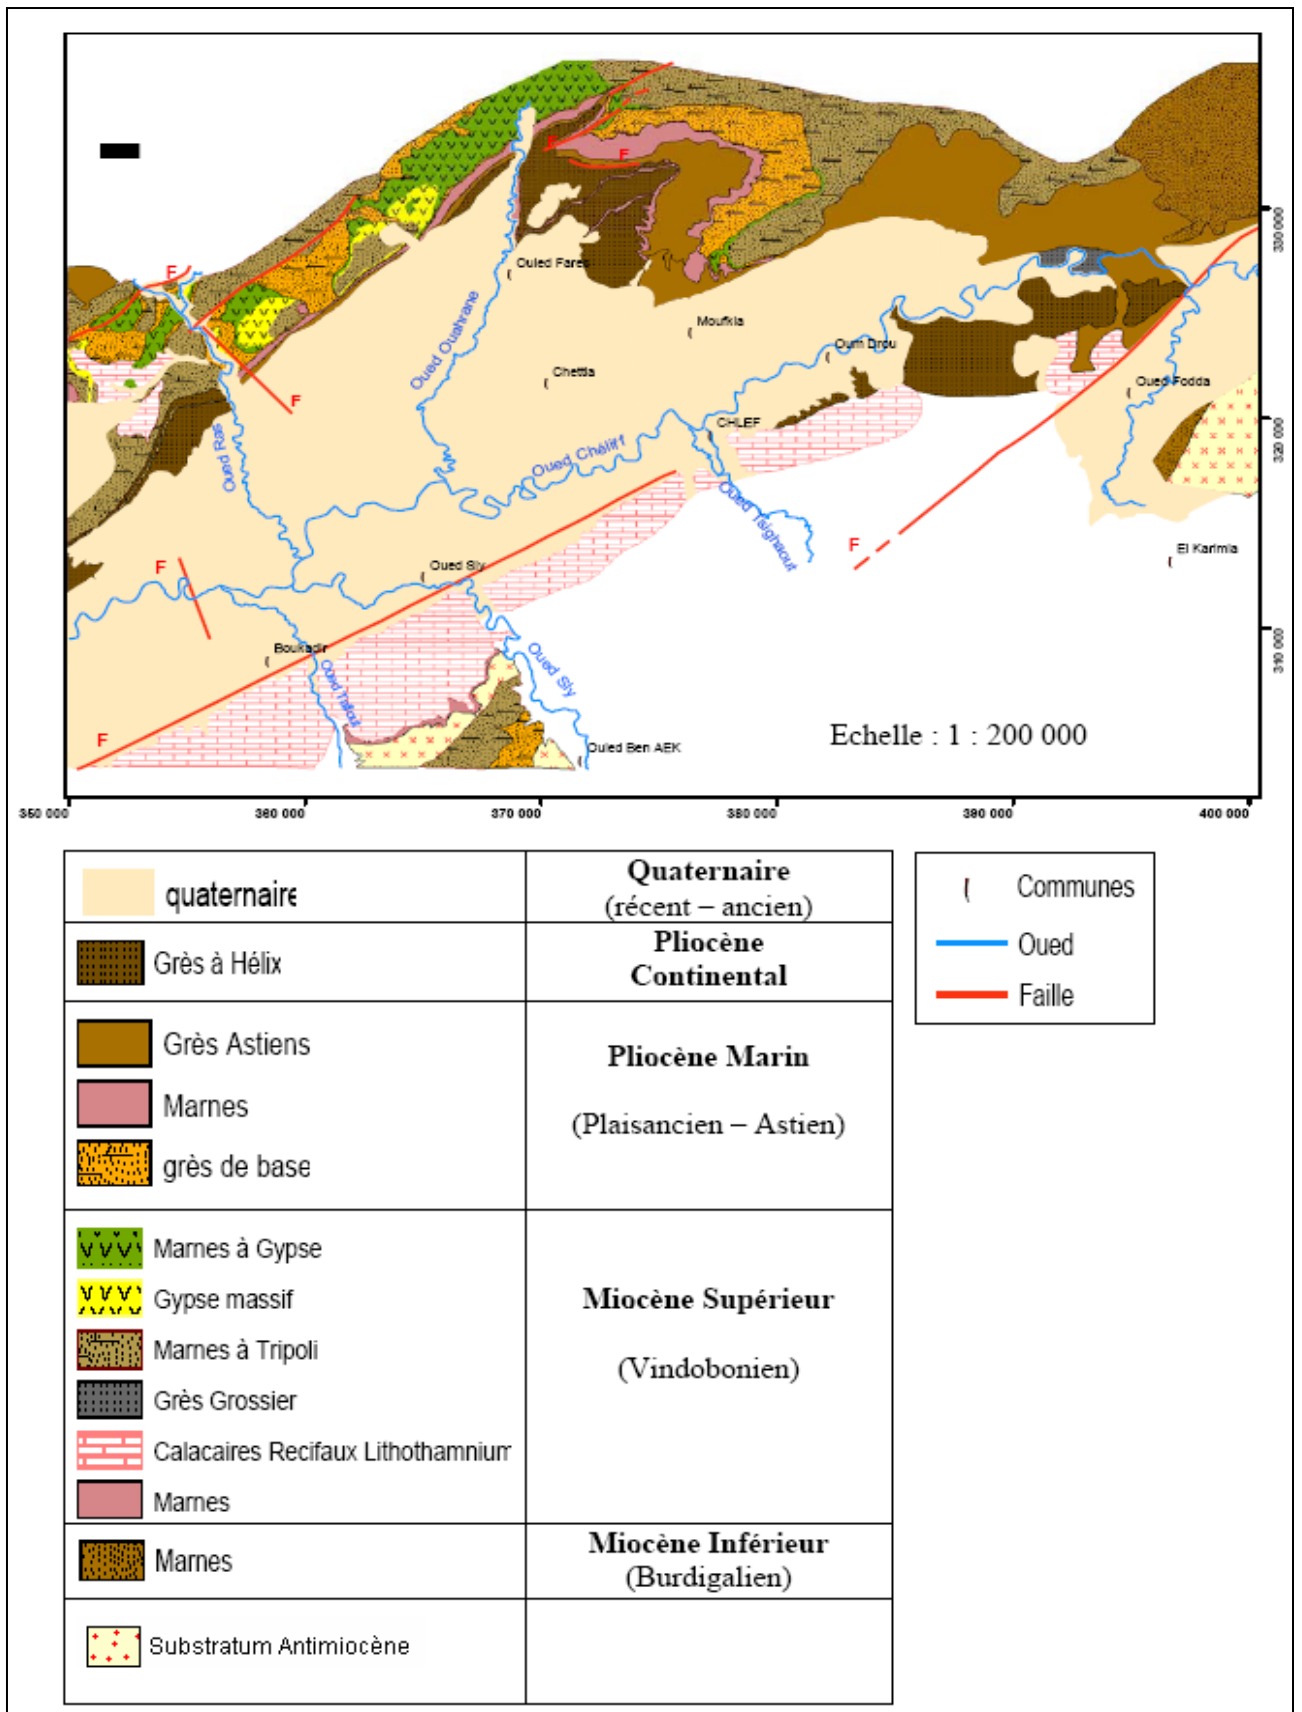 F
F
F
F
Ouled Fares
Oued Ouahrane
Moufkia
Oum Drou
Chettia
Oued Fodda
F
CHLEF
Oued Ras
Oued Chéliff
Oued Tsighaout
F
F
Oued Sly
El Karimia
Boukadir
Oued Sly
F
Ouled Ben AEK
Echelle : 1 : 200 000
330 000
320 000
310 000
350 000
360 000
370 000
380 000
390 000
400 000
quaternaire
Quaternaire
(récent – ancien)
Grès à Hélix
Pliocène
Continental
Grès Astiens
Marnes
grès de base
Pliocène Marin
(Plaisancien – Astien)
Marnes à Gypse
Gypse massif
Marnes à Tripoli
Grès Grossier
Calacaires Recifaux Lithothamnium
Marnes
Miocène Supérieur
(Vindobonien)
Marnes
Miocène Inférieur
(Burdigalien)
Substratum Antimiocène
Communes
Oued
Faille